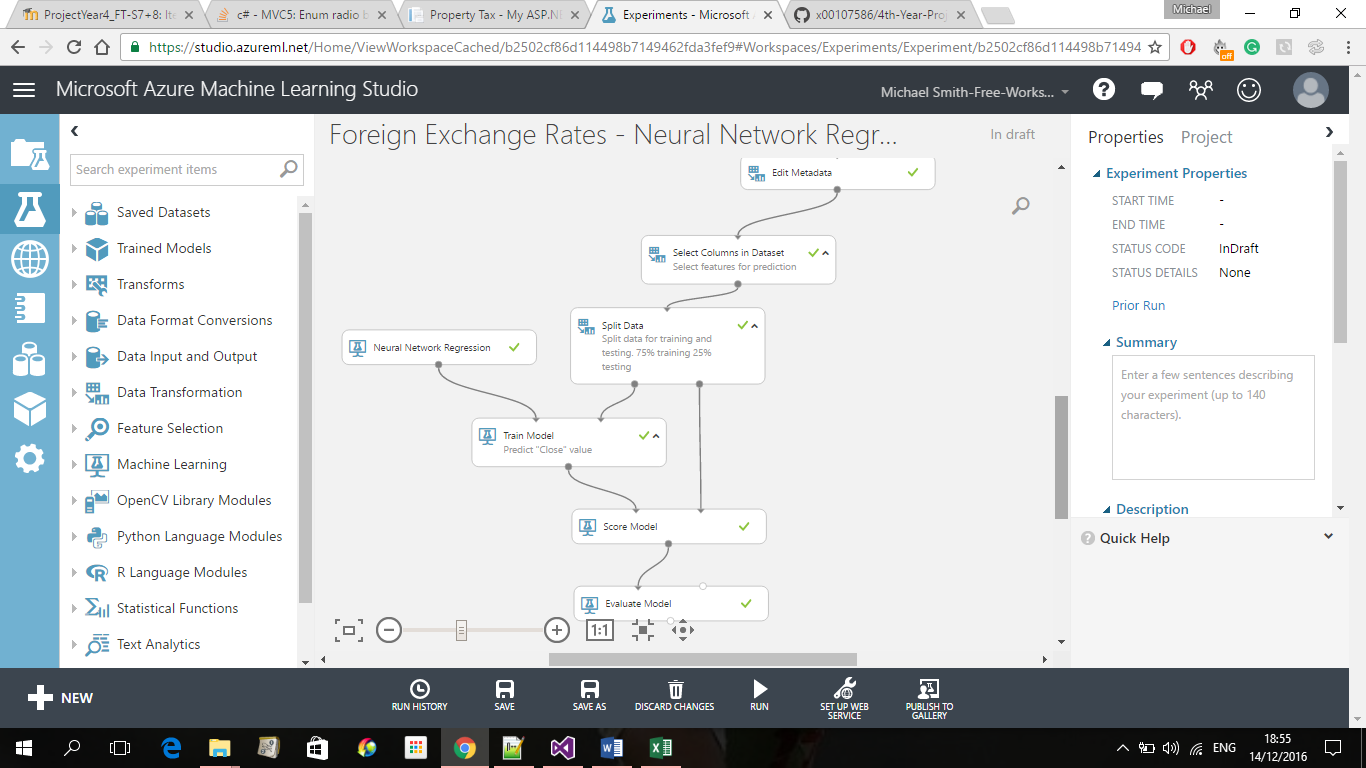 Michael
ProjectYear4_FT-S7+8: Ite
c# - MVC5: Enum radio b
Property Tax - My ASP.NE
Experiments - Microsoft A
x00107586/4th-Year-Proj
https://studio.azureml.net/Home/ViewWorkspaceCached/b2502cf86d114498b7149462fda3fef9#Workspaces/Experiments/Experiment/b2502cf86d114498b71494
off
Microsoft Azure Machine Learning Studio
Michael Smith-Free-Works...
?
Foreign Exchange Rates - Neural Network Regr...
In draft
Search experiment items
Saved Datasets
Trained Models
Transforms
Data Format Conversions
Data Input and Output
Data Transformation
Feature Selection
Machine Learning
OpenCV Library Modules
Python Language Modules
R Language Modules
Statistical Functions
Text Analytics
Edit Metadata
Select Columns in Dataset
Select features for prediction
Split Data
Split data for training and
testing. 75% training 25%
testing
Neural Network Regression
Train Model
Predict "Close" value
Score Model
Evaluate Model
1:1
Properties
Project
Experiment Properties
START TIME -
END TIME -
STATUS CODE InDraft
STATUS DETAILS None
Prior Run
Summary
Enter a few sentences describing
your experiment (up to 140
characters).
Description
? Quick Help
NEW
RUN HISTORY
SAVE
SAVE AS
DISCARD CHANGES
RUN
SET UP WEB
SERVICE
PUBLISH TO
GALLERY
ENG
18:55
14/12/2016